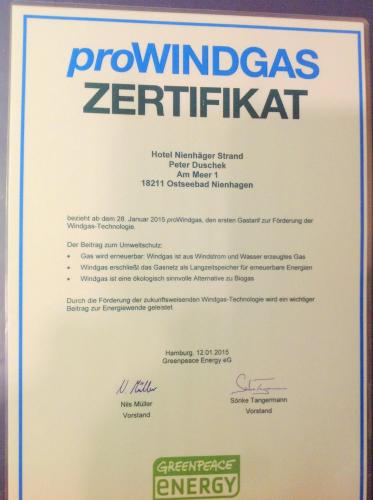 proWINDGAS
ZERTIFIKAT
Hotel Nienhäger Strand
Peter Duschek
Am Meer 1
18211 Ostseebad Nienhagen
bezieht ab dem 28. Januar 2015 proWindgas, den ersten Gastarif zur Förderung der
Windgas-Technologie.
Der Beitrag zum Umweltschutz:
• Gas wird erneuerbar: Windgas ist aus Windstrom und Wasser erzeugtes Gas
• Windgas erschließt das Gasnetz als Langzeitspeicher für erneuerbare Energien
• Windgas ist eine ökologisch sinnvolle Alternative zu Biogas
Durch die Förderung der zukunftsweisenden Windgas-Technologie wird ein wichtiger
Beitrag zur Energiewende geleistet.
Hamburg, 12.01.2015
Greenpeace Energy eG
N. Müller
Nils Müller
Vorstand
Sönke Tangermann
Vorstand
GREENPEACE
ENERGY